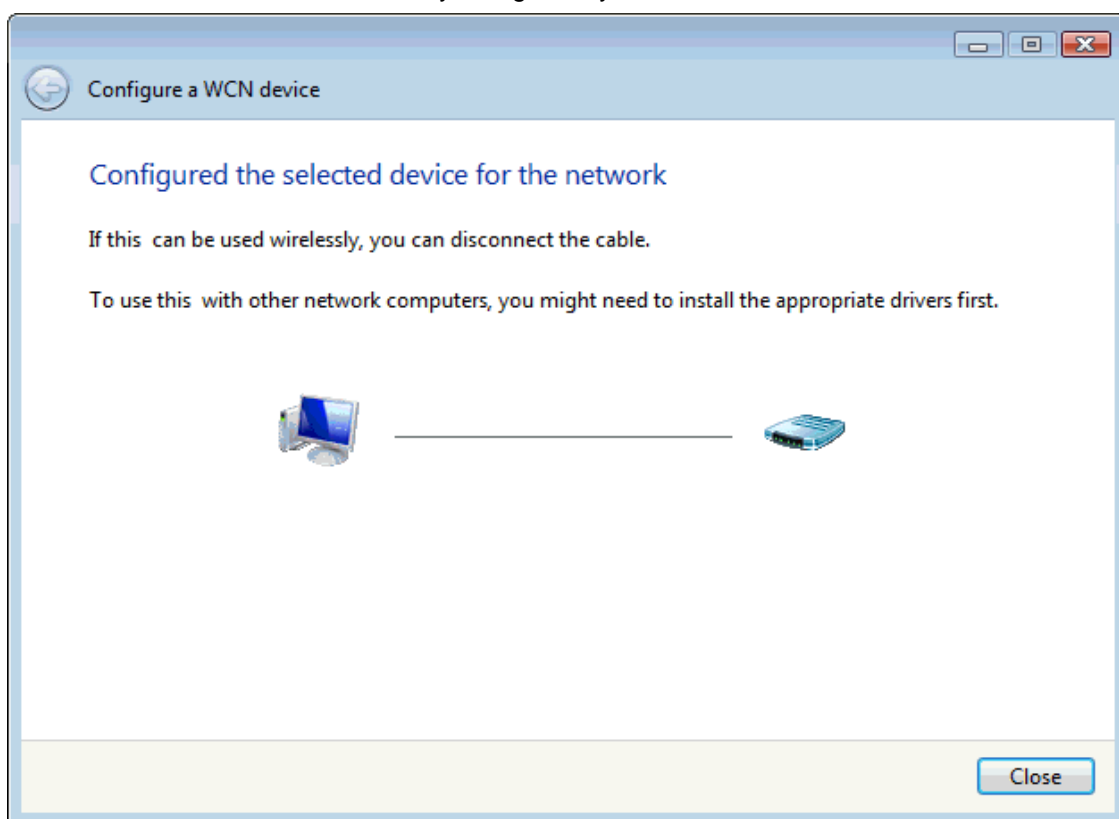 Configure a WCN device
Configured the selected device for the network
If this  can be used wirelessly, you can disconnect the cable.
To use this  with other network computers, you might need to install the appropriate drivers first.
Close